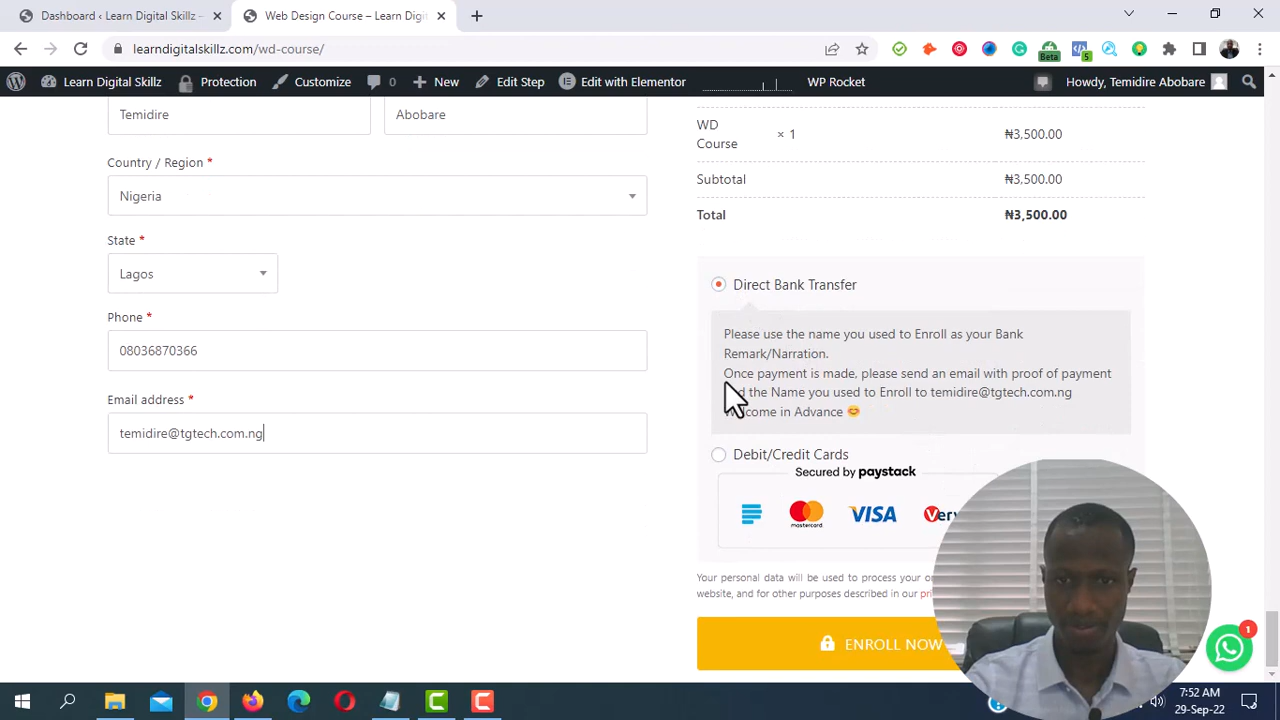 Dashboard ‹ Learn Digital Skillz –
Web Design Course – Learn Digi
learndigitalskillz.com/wd-course/
Beta
5
Learn Digital Skillz
Protection
Customize
0
New
Edit Step
Edit with Elementor
WP Rocket
Howdy, Temidire Abobare
Temidire
Abobare
Country / Region *
Nigeria
State *
Lagos
Phone *
08036870366
Email address *
temidire@tgtech.com.ng
WD
Course
× 1
₦3,500.00
Subtotal
₦3,500.00
Total
₦3,500.00
Direct Bank Transfer
Please use the name you used to Enroll as your Bank
Remark/Narration.
Once payment is made, please send an email with proof of payment
the Name you used to Enroll to temidire@tgtech.com.ng
in Advance 😊
Debit/Credit Cards
Secured by paystack
mastercard
VISA
Your personal data will be used to process your
website, and for other purposes described in our
ENROLL NOW
1
7:52 AM
29-Sep-22